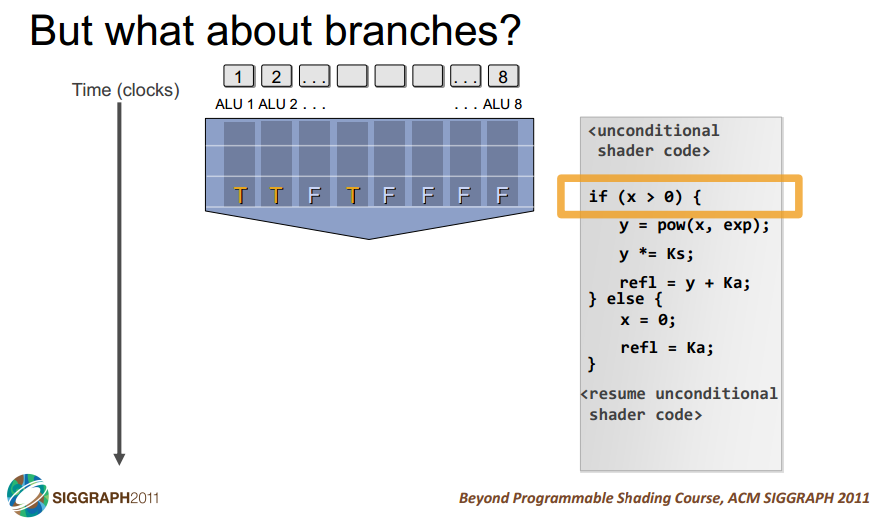 But what about branches?
Time (clocks)
1 2 ... ... 8
ALU 1 ALU 2 . . . . . . ALU 8
T T F T F F F F
<unconditional
shader code>
if (x > 0) {
y = pow(x, exp);
y *= Ks;
refl = y + Ka;
} else {
x = 0;
refl = Ka;
}
<resume unconditional
shader code>
SIGGRAPH2011
Beyond Programmable Shading Course, ACM SIGGRAPH 2011